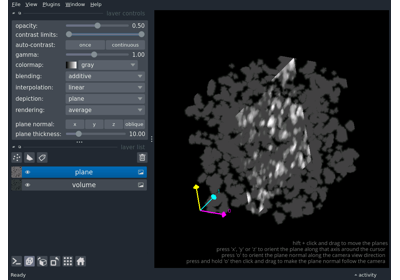 File View Plugins Window Help
layer controls
opacity: 0.50
contrast limits:
auto-contrast: once continuous
gamma: 1.00
colormap: gray
blending: additive
interpolation: linear
depiction: plane
rendering: average
plane normal: x y z oblique
plane thickness: 10.00
layer list
plane
volume
shift + click and drag to move the planes
press 'x', 'y' or 'z' to orient the plane along that axis around the cursor
press 'o' to orient the plane normal along the camera view direction
press and hold 'o' then click and drag to make the plane normal follow the camera
Ready
activity